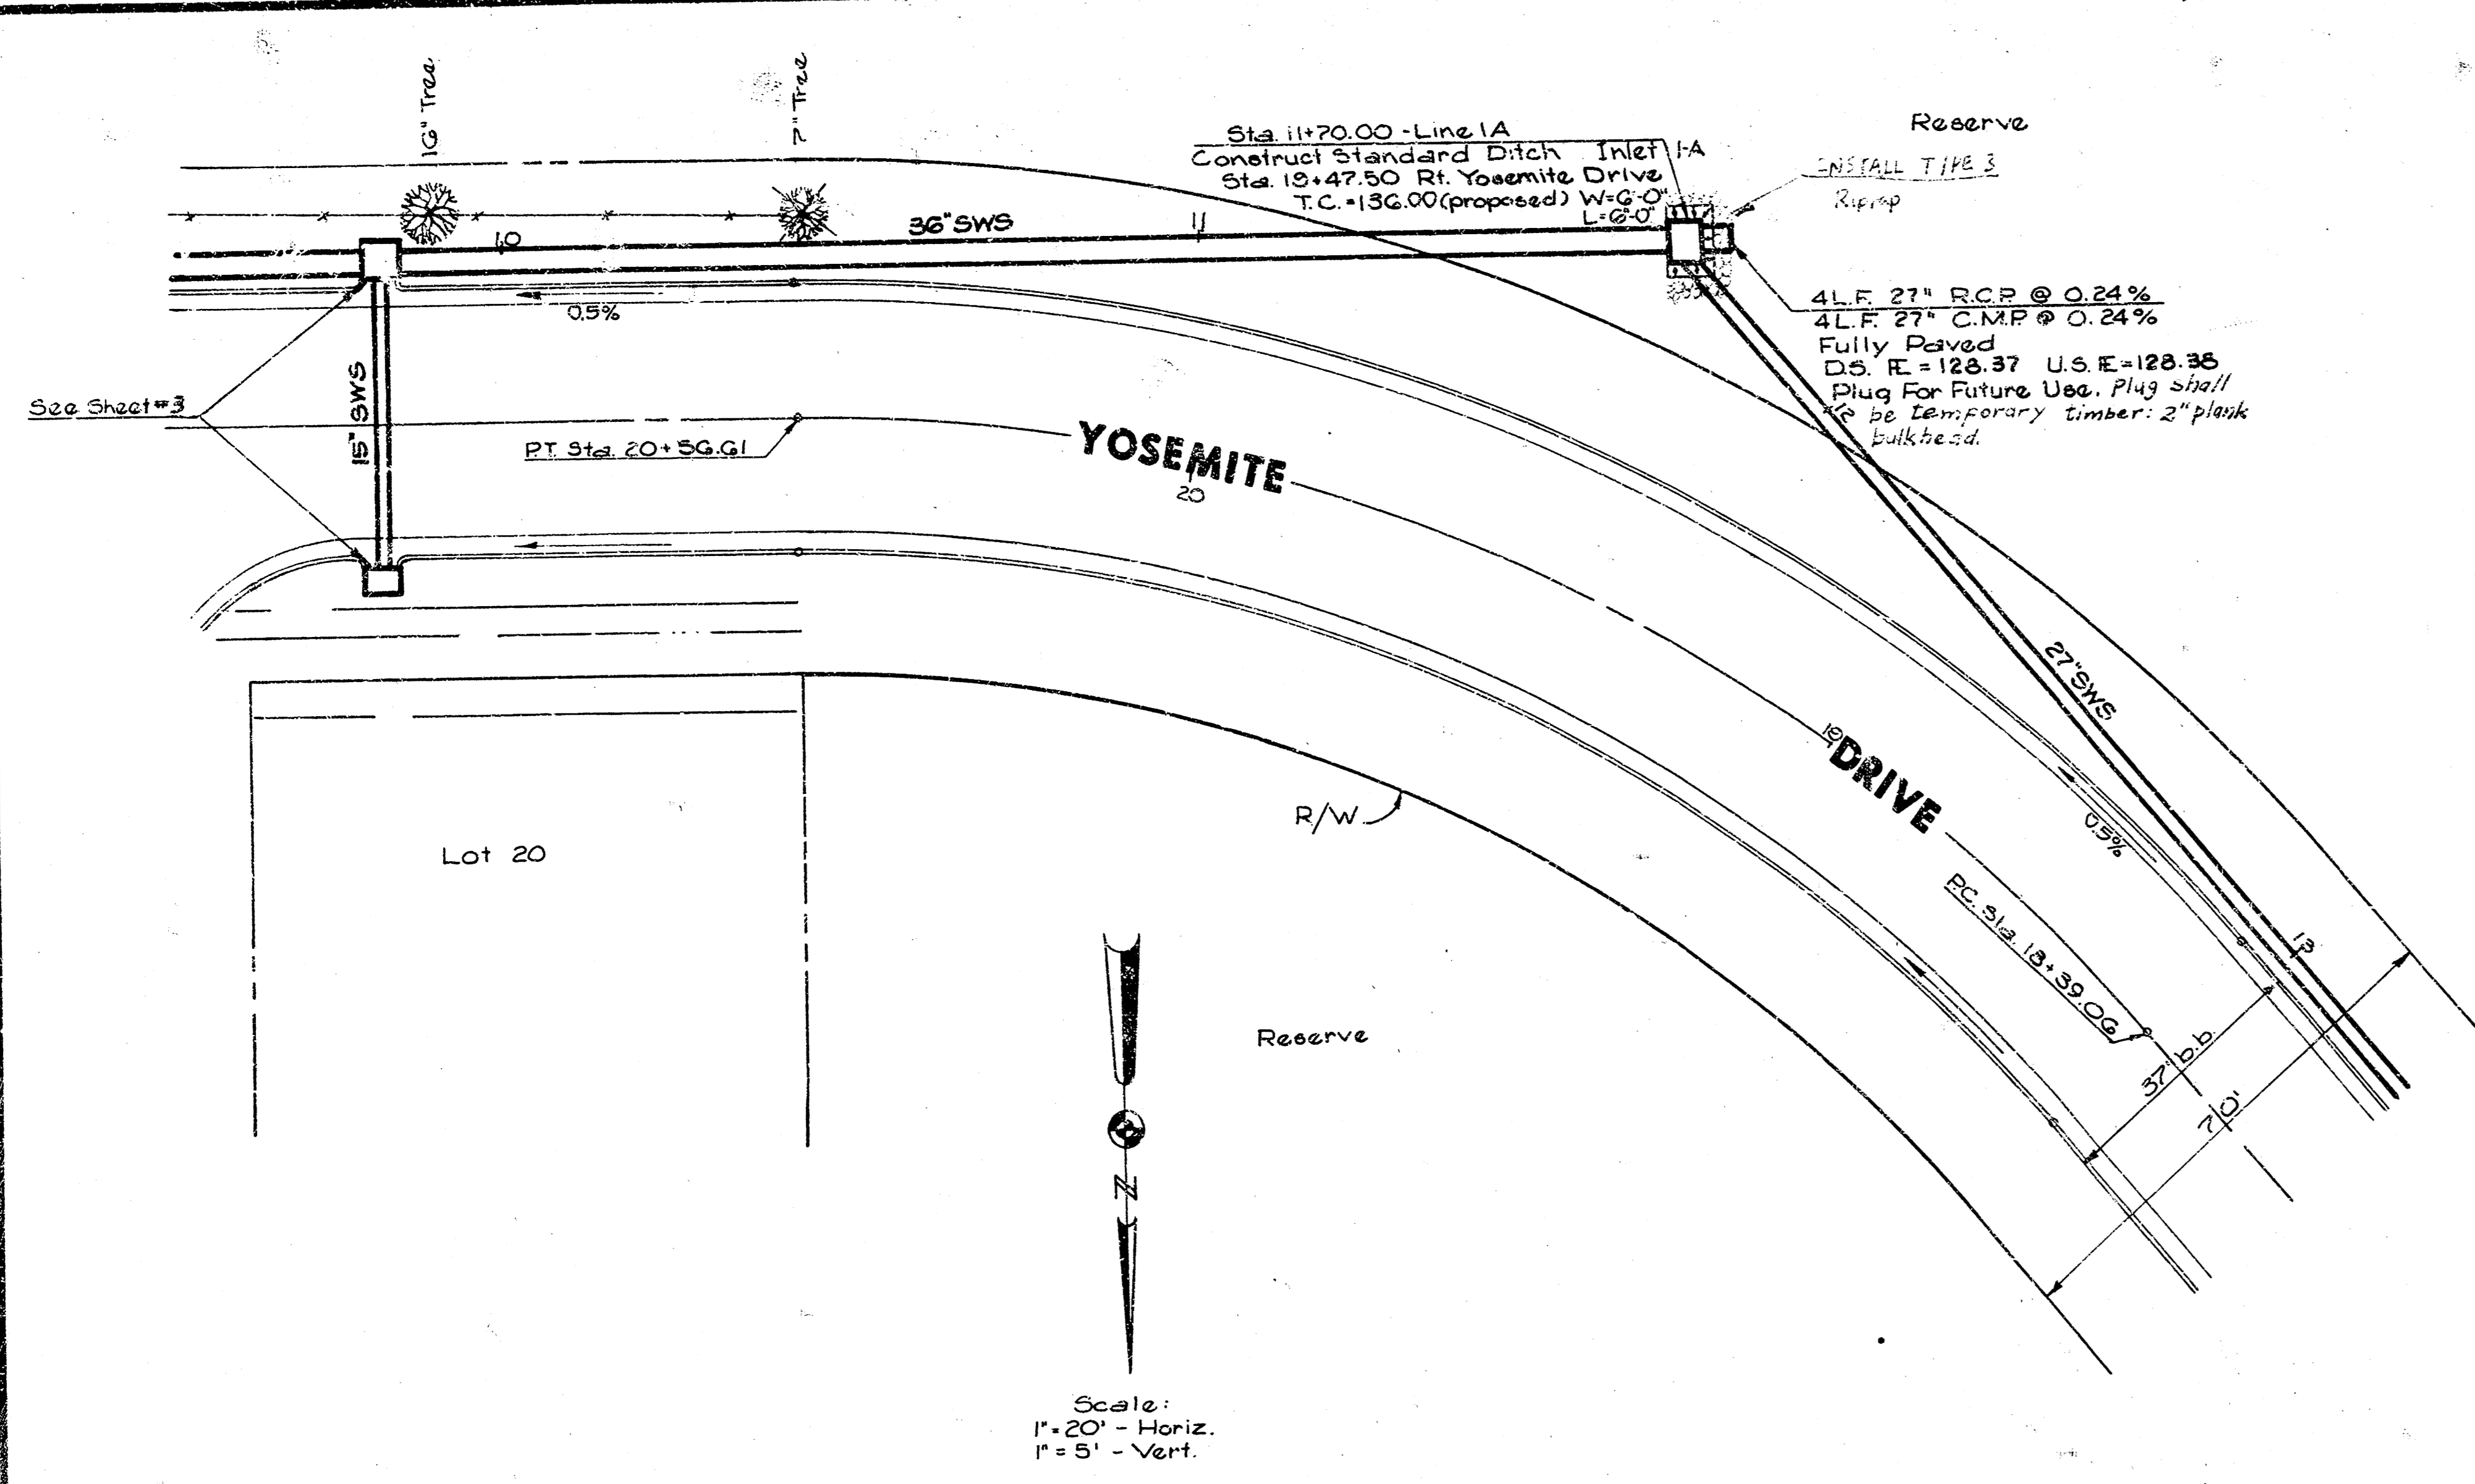 16" Tree
7" Tree
Sta. 11+70.00 - Line 1A
Construct Standard Ditch Inlet 1-A
Sta. 19+47.50 Rt. Yosemite Drive
T.C. = 136.00 (proposed) W=6'-0"
L=6'-0"
Reserve
INSTALL TYPE 3
Riprap
10
36" SWS
11
0.5%
4 L.F. 27" R.C.P. @ 0.24%
4 L.F. 27" C.M.P. @ 0.24%
Fully Paved
D.S. IE = 128.37 U.S. IE = 128.38
Plug For Future Use. Plug shall
be temporary timber: 2" plank
bulkhead.
12
See Sheet #3
15" SWS
P.T. Sta. 20+56.61
YOSEMITE
20
27" SWS
19
DRIVE
0.5%
R/W
Lot 20
P.C. Sta. 18+39.06
13
37' b.b.
70'
Reserve
N
Scale:
1" = 20' - Horiz.
1" = 5' - Vert.